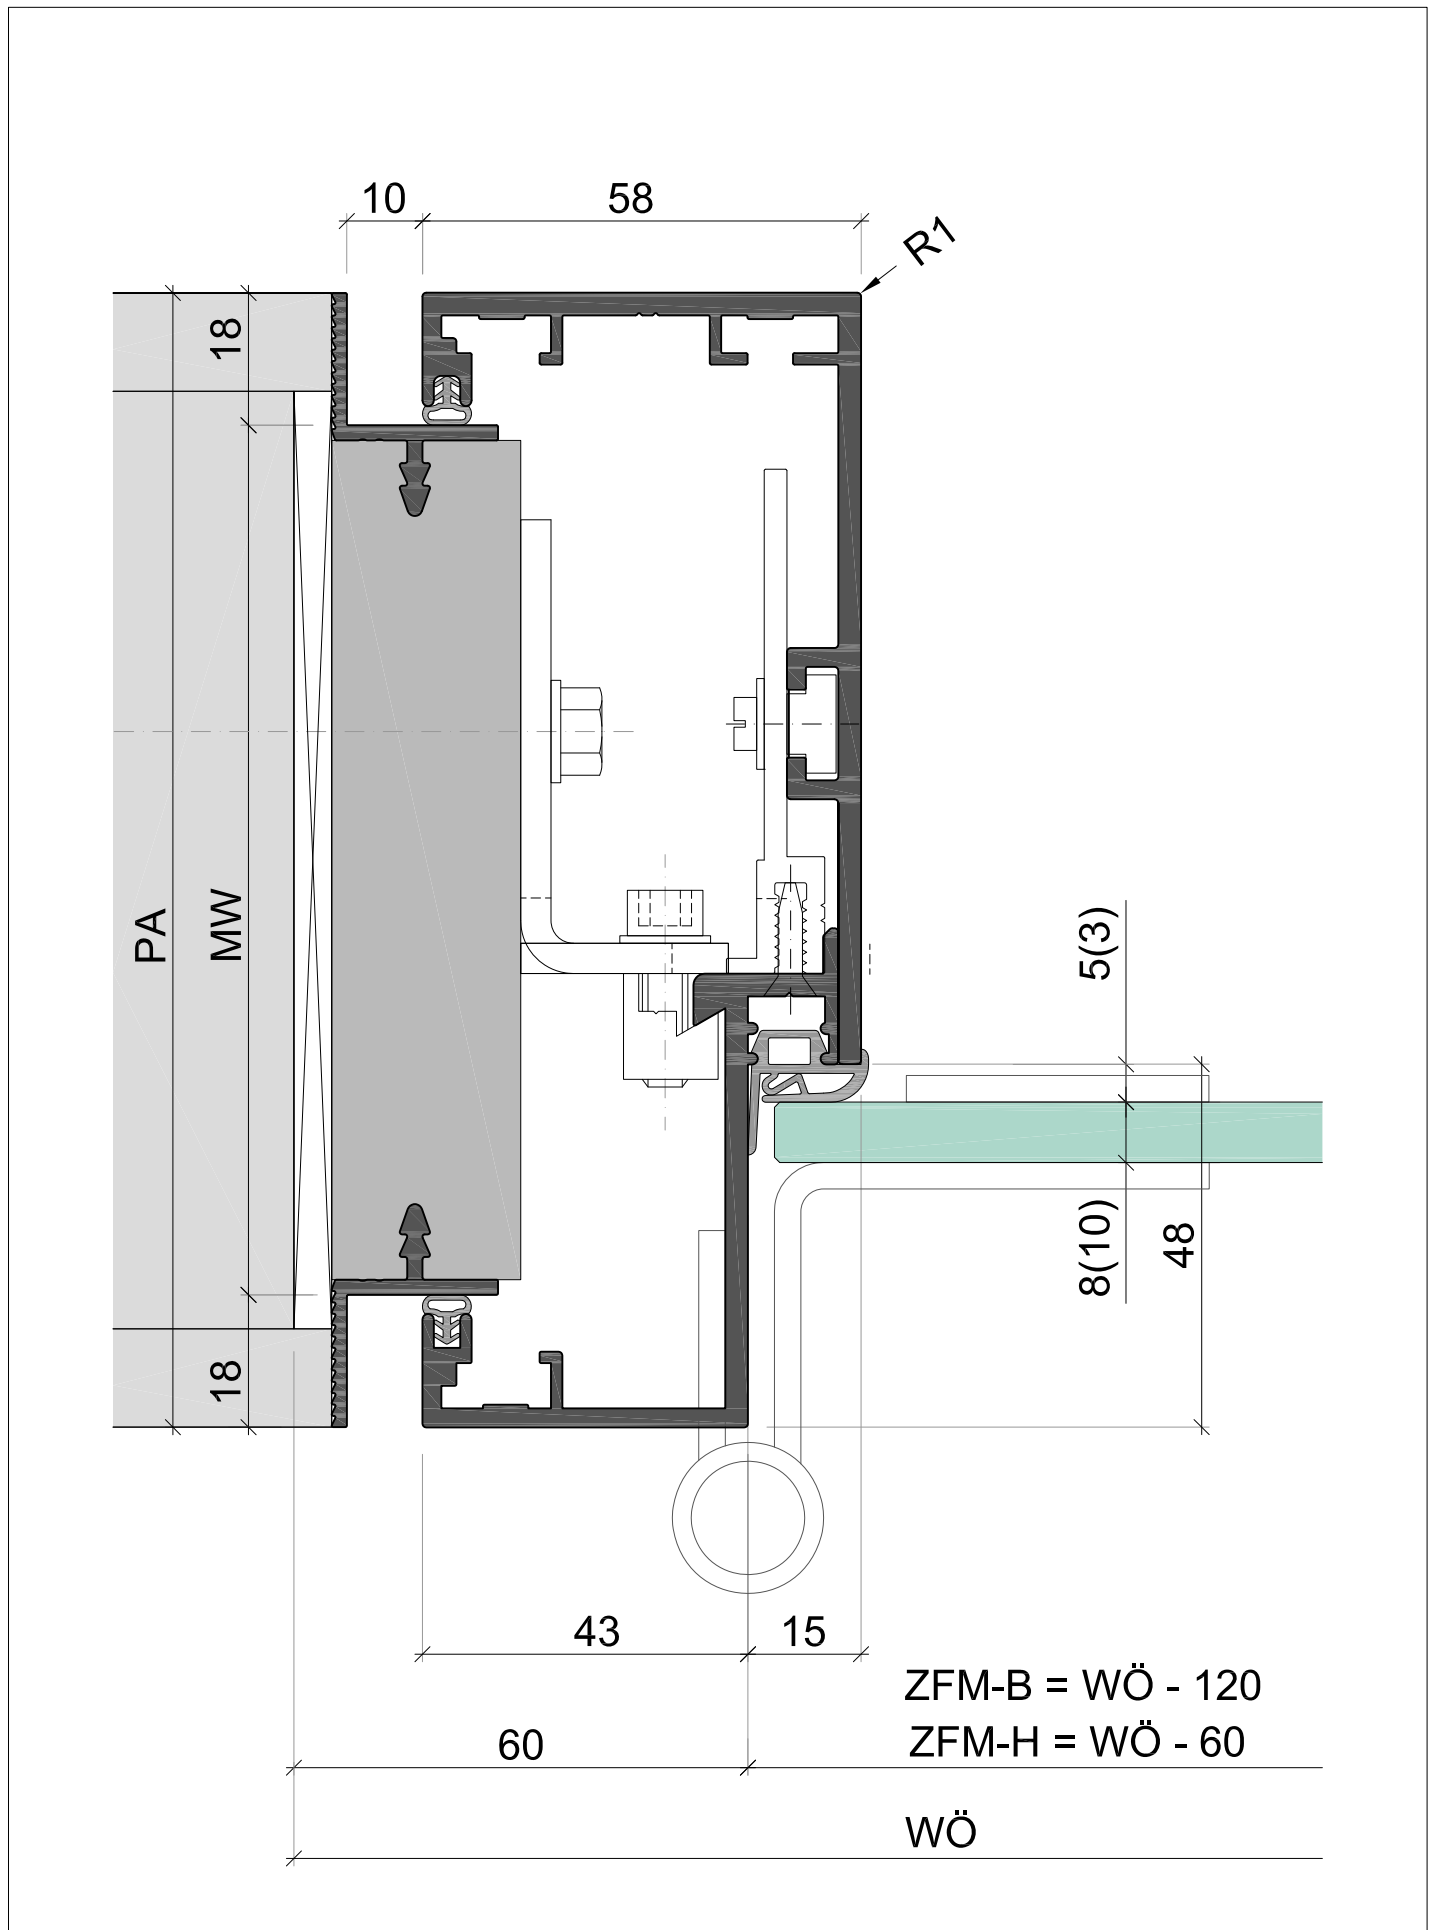 10
58
R1
18
PA
MW
5(3)
8(10)
48
18
43
15
ZFM-B = WÖ - 120
60
ZFM-H = WÖ - 60
WÖ